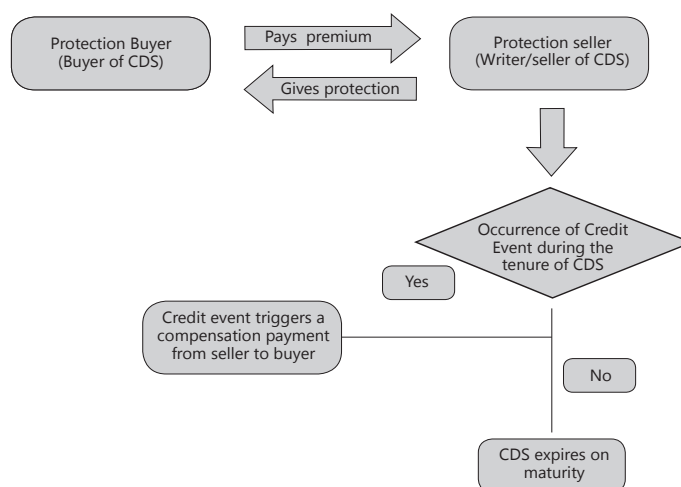 Protection Buyer
(Buyer of CDS)
Pays premium
Gives protection
Protection seller
(Writer/seller of CDS)
Occurrence of Credit
Event during the
tenure of CDS
Yes
Credit event triggers a
compensation payment
from seller to buyer
No
CDS expires on
maturity